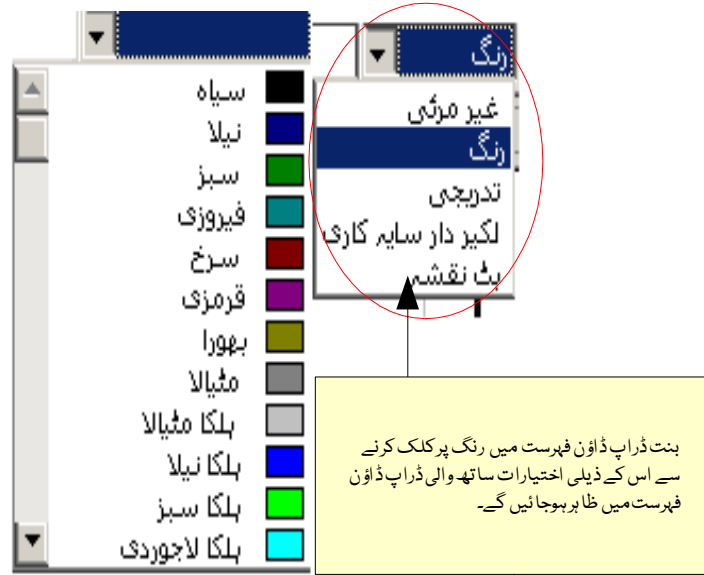 رنگ
غیر مرئی
رنگ
تدریجی
لکیر دار سایہ کاری
بٹ نقشہ
سیاہ
نیلا
سبز
فیروزی
سرخ
قرمزی
بھورا
مٹیالا
ہلکا مٹیالا
ہلکا نیلا
ہلکا سبز
ہلکا لاجوردی
بنت ڈراپ ڈاؤن فہرست میں رنگ پر کلک کرنے
سے اس کے ذیلی اختیارات ساتھ والی ڈراپ ڈاؤن
فہرست میں ظاہر ہوجائیں گے۔